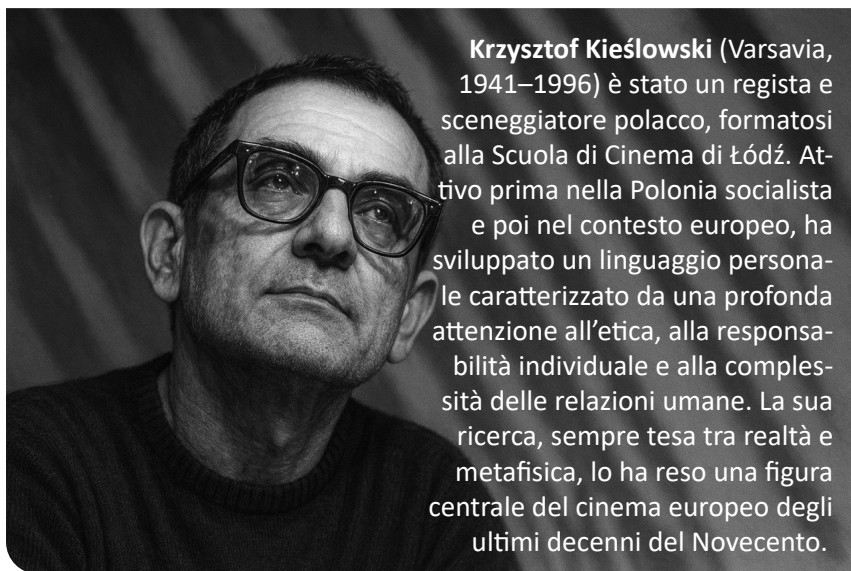 Krzysztof Kieślowski (Varsavia,
1941–1996) è stato un regista e
sceneggiatore polacco, formatosi
alla Scuola di Cinema di Łódź. At-
tivo prima nella Polonia socialista
e poi nel contesto europeo, ha
sviluppato un linguaggio persona-
le caratterizzato da una profonda
attenzione all’etica, alla responsa-
bilità individuale e alla comples-
sità delle relazioni umane. La sua
ricerca, sempre tesa tra realtà e
metafisica, lo ha reso una figura
centrale del cinema europeo degli
ultimi decenni del Novecento.